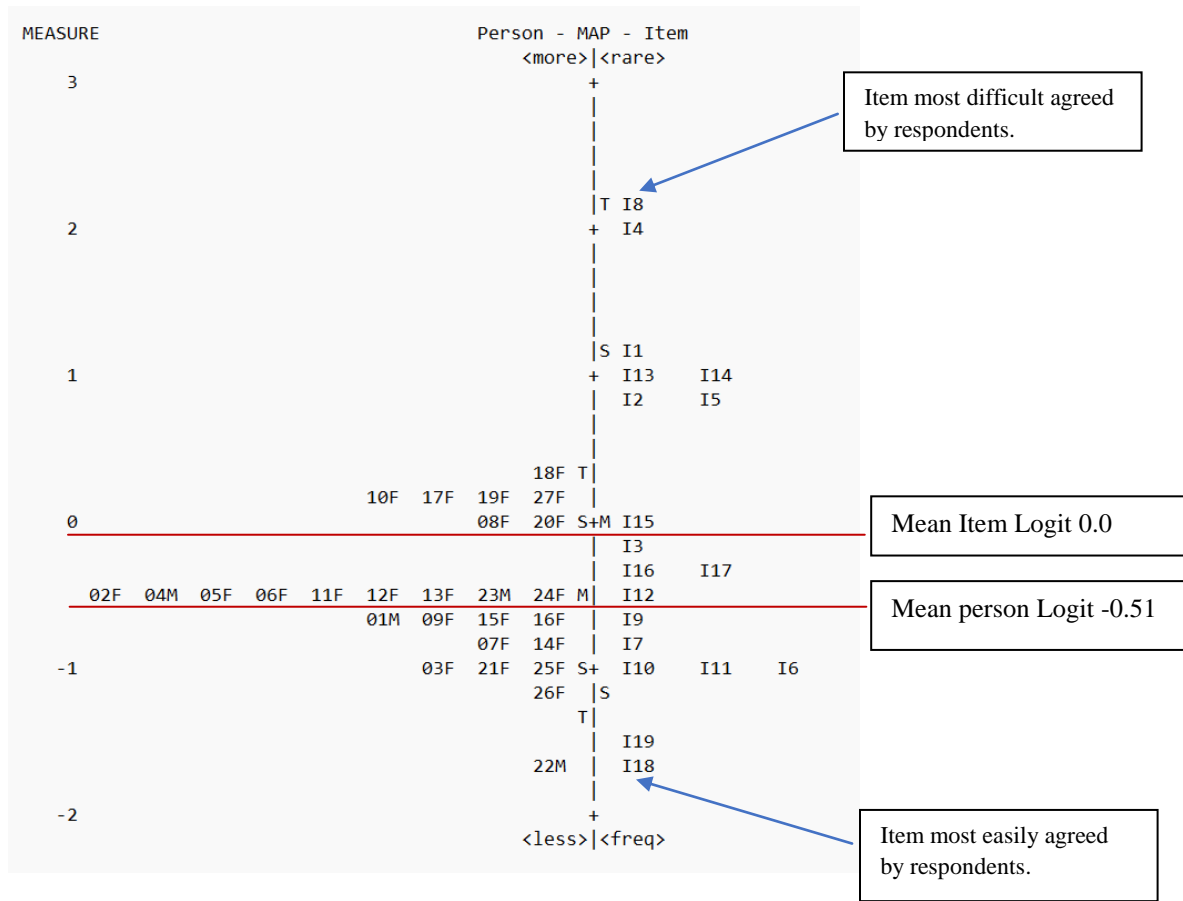 MEASURE Person - MAP - Item
<more>|<rare>
3 +
|
|
|
|
Item most difficult agreed
by respondents.
|T I8
2 + I4
|
|
|
|
|S I1
1 + I13 I14
| I2 I5
|
|
18F T|
10F 17F 19F 27F |
0 08F 20F S+M I15
Mean Item Logit 0.0
| I3
| I16 I17
02F 04M 05F 06F 11F 12F 13F 23M 24F M| I12
Mean person Logit -0.51
01M 09F 15F 16F | I9
07F 14F | I7
-1 03F 21F 25F S+ I10 I11 I6
26F |S
T|
| I19
22M | I18
|
-2 +
<less>|<freq>
Item most easily agreed
by respondents.